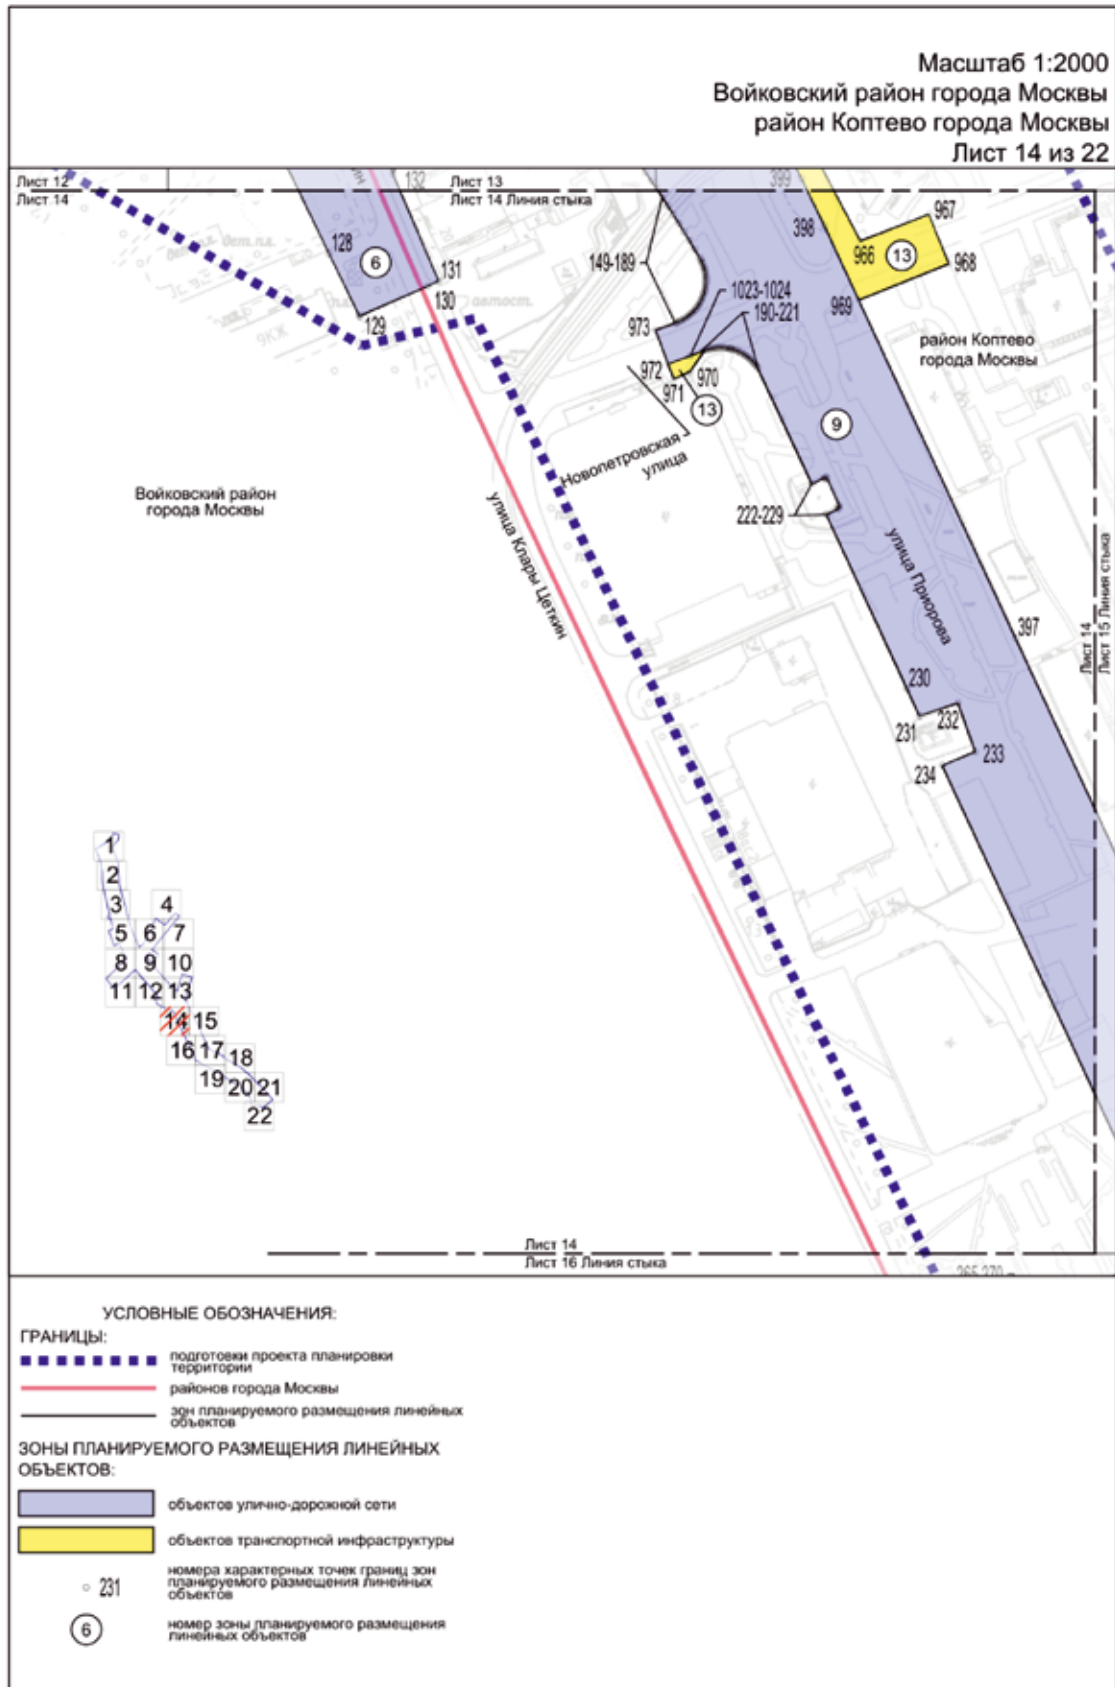 Масштаб 1:2000
Войковский район города Москвы
район Коптево города Москвы
Лист 14 из 22
Лист 12
Лист 14
132
Лист 13
Лист 14 Линия стыка
399
398
967
966
13
968
969
128
6
131
130
129
автост.
9КЖ
149-189
1023-1024
190-221
973
972
971
970
13
район Коптево
города Москвы
9
Новопетровская
улица
Войковский район
города Москвы
улица Клары Цеткин
222-229
улица Приорова
397
Лист 14
Лист 15 Линия стыка
230
231
232
233
234
1
2
3
4
5
6
7
8
9
10
11
12
13
14
15
16
17
18
19
20
21
22
Лист 14
Лист 16 Линия стыка
УСЛОВНЫЕ ОБОЗНАЧЕНИЯ:
ГРАНИЦЫ:
подготовки проекта планировки
территории
районов города Москвы
зон планируемого размещения линейных
объектов
ЗОНЫ ПЛАНИРУЕМОГО РАЗМЕЩЕНИЯ ЛИНЕЙНЫХ
ОБЪЕКТОВ:
объектов улично-дорожной сети
объектов транспортной инфраструктуры
231
номера характерных точек границ зон
планируемого размещения линейных
объектов
6
номер зоны планируемого размещения
линейных объектов